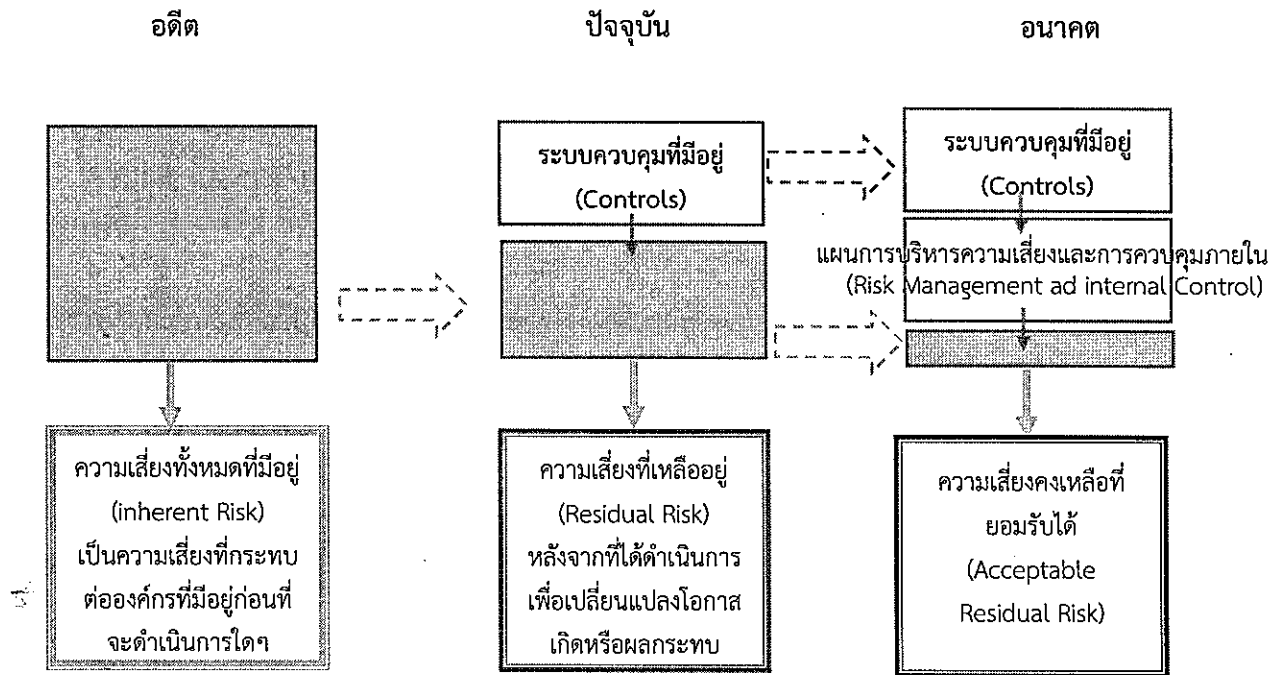 อดีต
ปัจจุบัน
อนาคต
ระบบควบคุมที่มีอยู่
(Controls)
ระบบควบคุมที่มีอยู่
(Controls)
แผนการบริหารความเสี่ยงและการควบคุมภายใน
(Risk Management ad internal Control)
ความเสี่ยงทั้งหมดที่มีอยู่
(inherent Risk)
เป็นความเสี่ยงที่กระทบ
ต่อองค์กรที่มีอยู่ก่อนที่
จะดำเนินการใดๆ
ความเสี่ยงที่เหลืออยู่
(Residual Risk)
หลังจากที่ได้ดำเนินการ
เพื่อเปลี่ยนแปลงโอกาส
เกิดหรือผลกระทบ
ความเสี่ยงคงเหลือที่
ยอมรับได้
(Acceptable
Residual Risk)